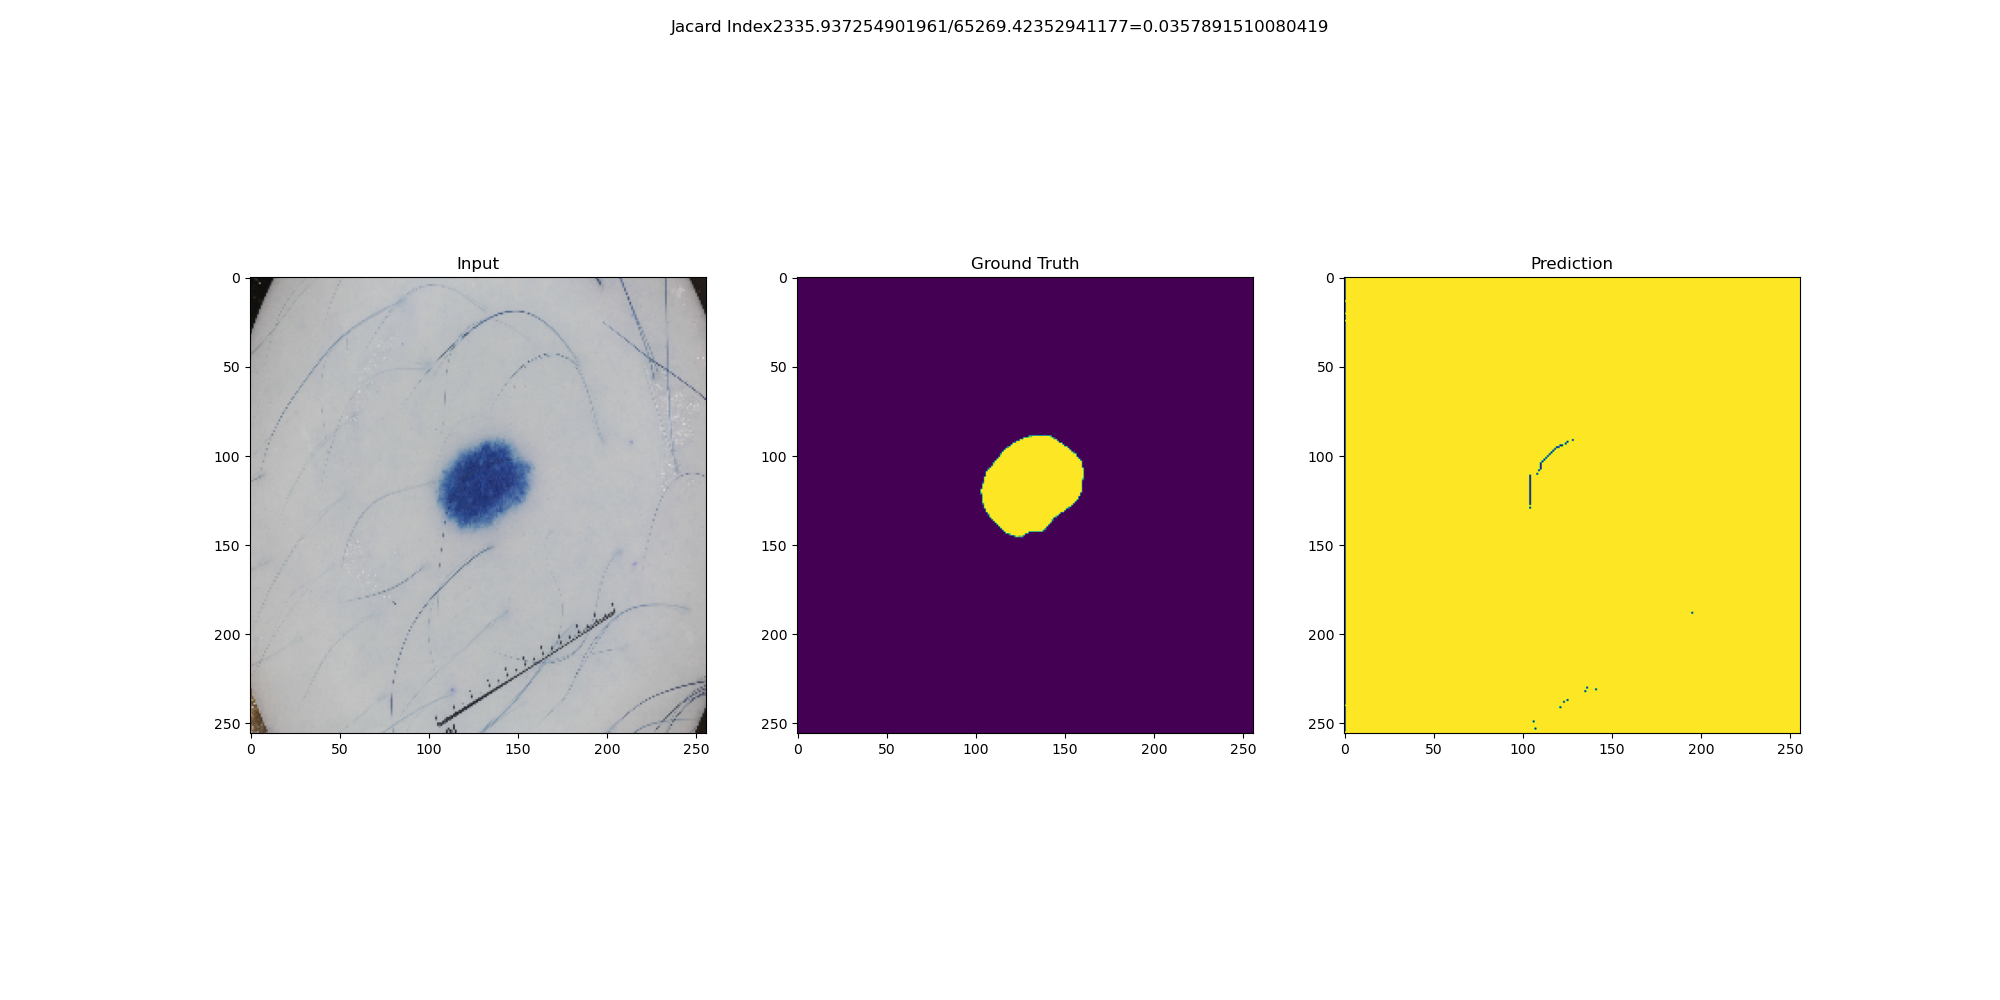 Jacard Index2335.937254901961/65269.42352941177=0.0357891510080419
Input
Ground Truth
Prediction
0
50
100
150
200
250
0
50
100
150
200
250
0
50
100
150
200
250
0 50 100 150 200 250
0 50 100 150 200 250
0 50 100 150 200 250